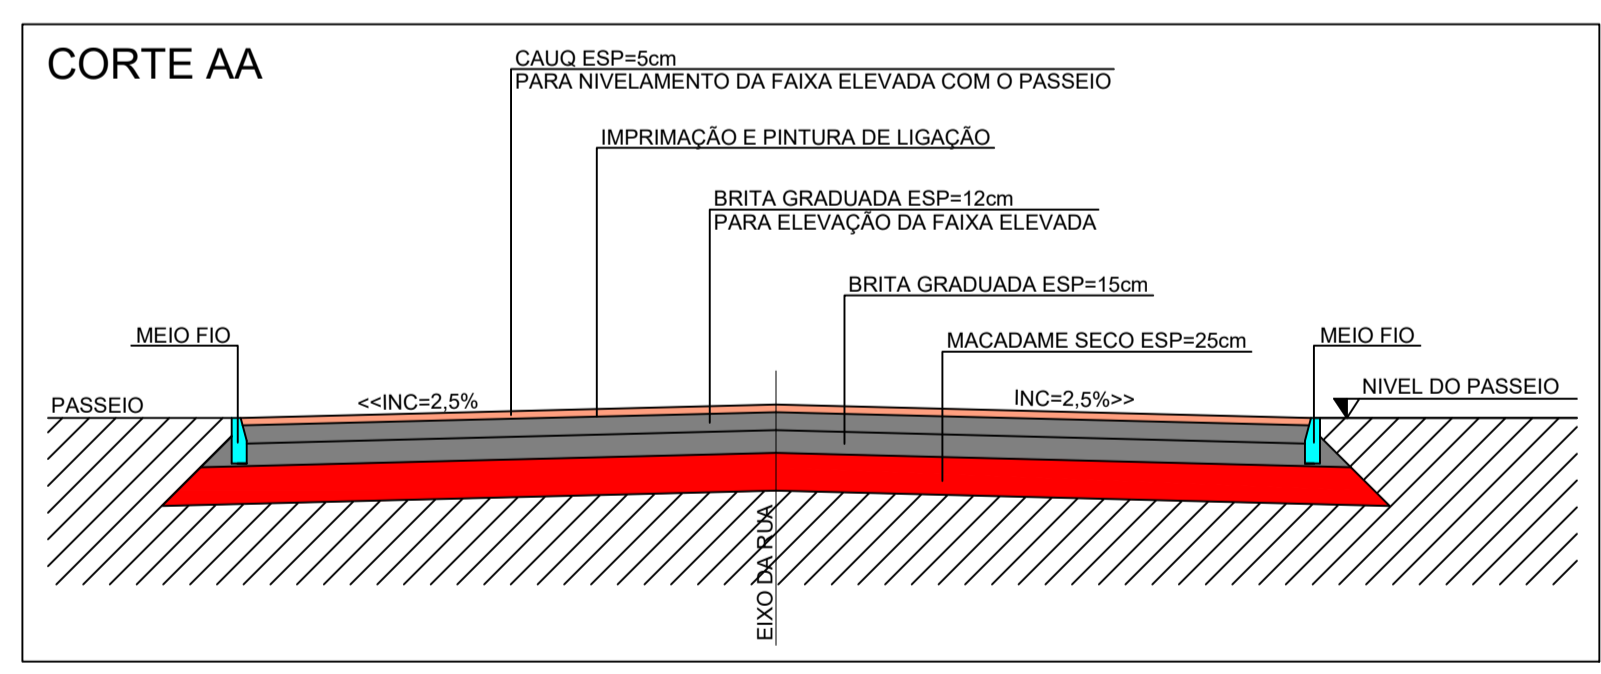 CORTE AA
CAUQ ESP=5cm
PARA NIVELAMENTO DA FAIXA ELEVADA COM O PASSEIO
IMPRIMAÇÃO E PINTURA DE LIGAÇÃO
BRITA GRADUADA ESP=12cm
PARA ELEVAÇÃO DA FAIXA ELEVADA
BRITA GRADUADA ESP=15cm
MEIO FIO
MACADAME SECO ESP=25cm
MEIO FIO
PASSEIO
<<INC=2,5%
INC=2,5%>>
NIVEL DO PASSEIO
EIXO DA RUA